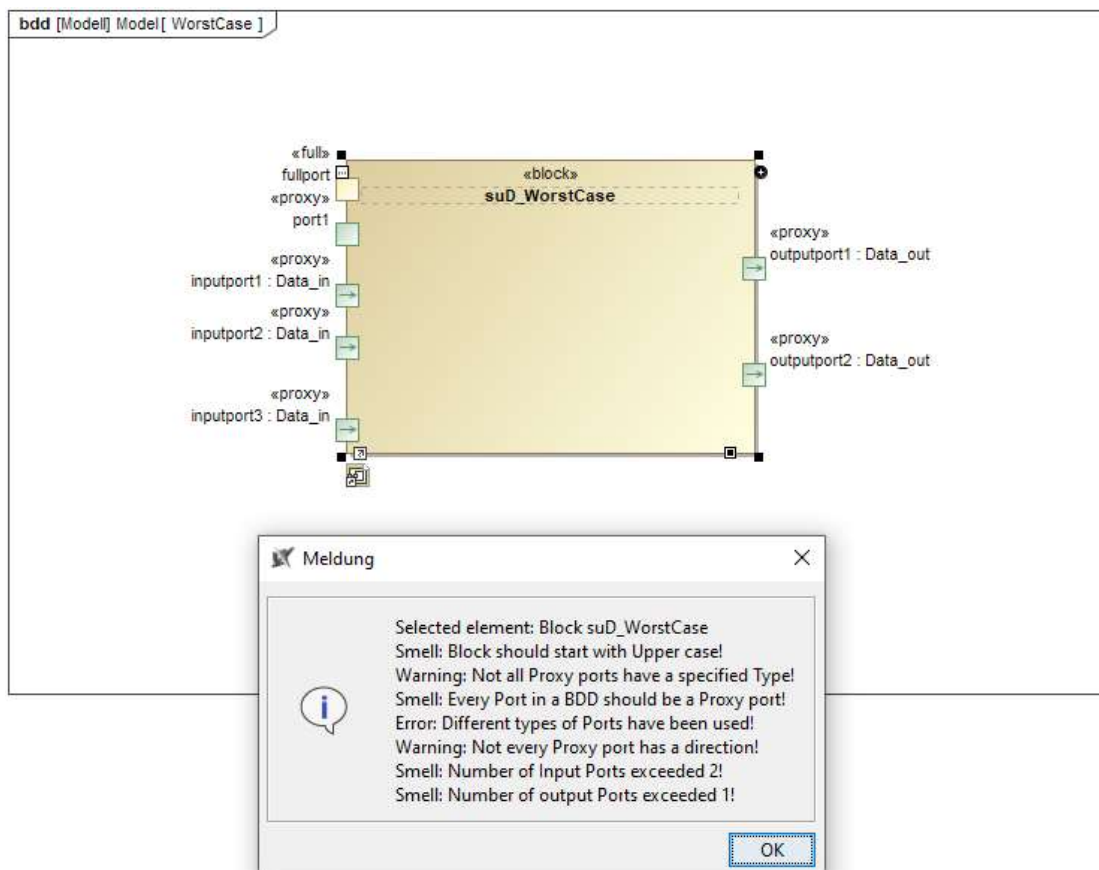 bdd [Modell] Model[ WorstCase ]
«full»
fullport
«proxy»
port1
«proxy»
inputport1 : Data_in
«proxy»
inputport2 : Data_in
«proxy»
inputport3 : Data_in
«block»
suD_WorstCase
«proxy»
outputport1 : Data_out
«proxy»
outputport2 : Data_out
Meldung
Selected element: Block suD_WorstCase
Smell: Block should start with Upper case!
Warning: Not all Proxy ports have a specified Type!
Smell: Every Port in a BDD should be a Proxy port!
Error: Different types of Ports have been used!
Warning: Not every Proxy port has a direction!
Smell: Number of Input Ports exceeded 2!
Smell: Number of output Ports exceeded 1!
OK